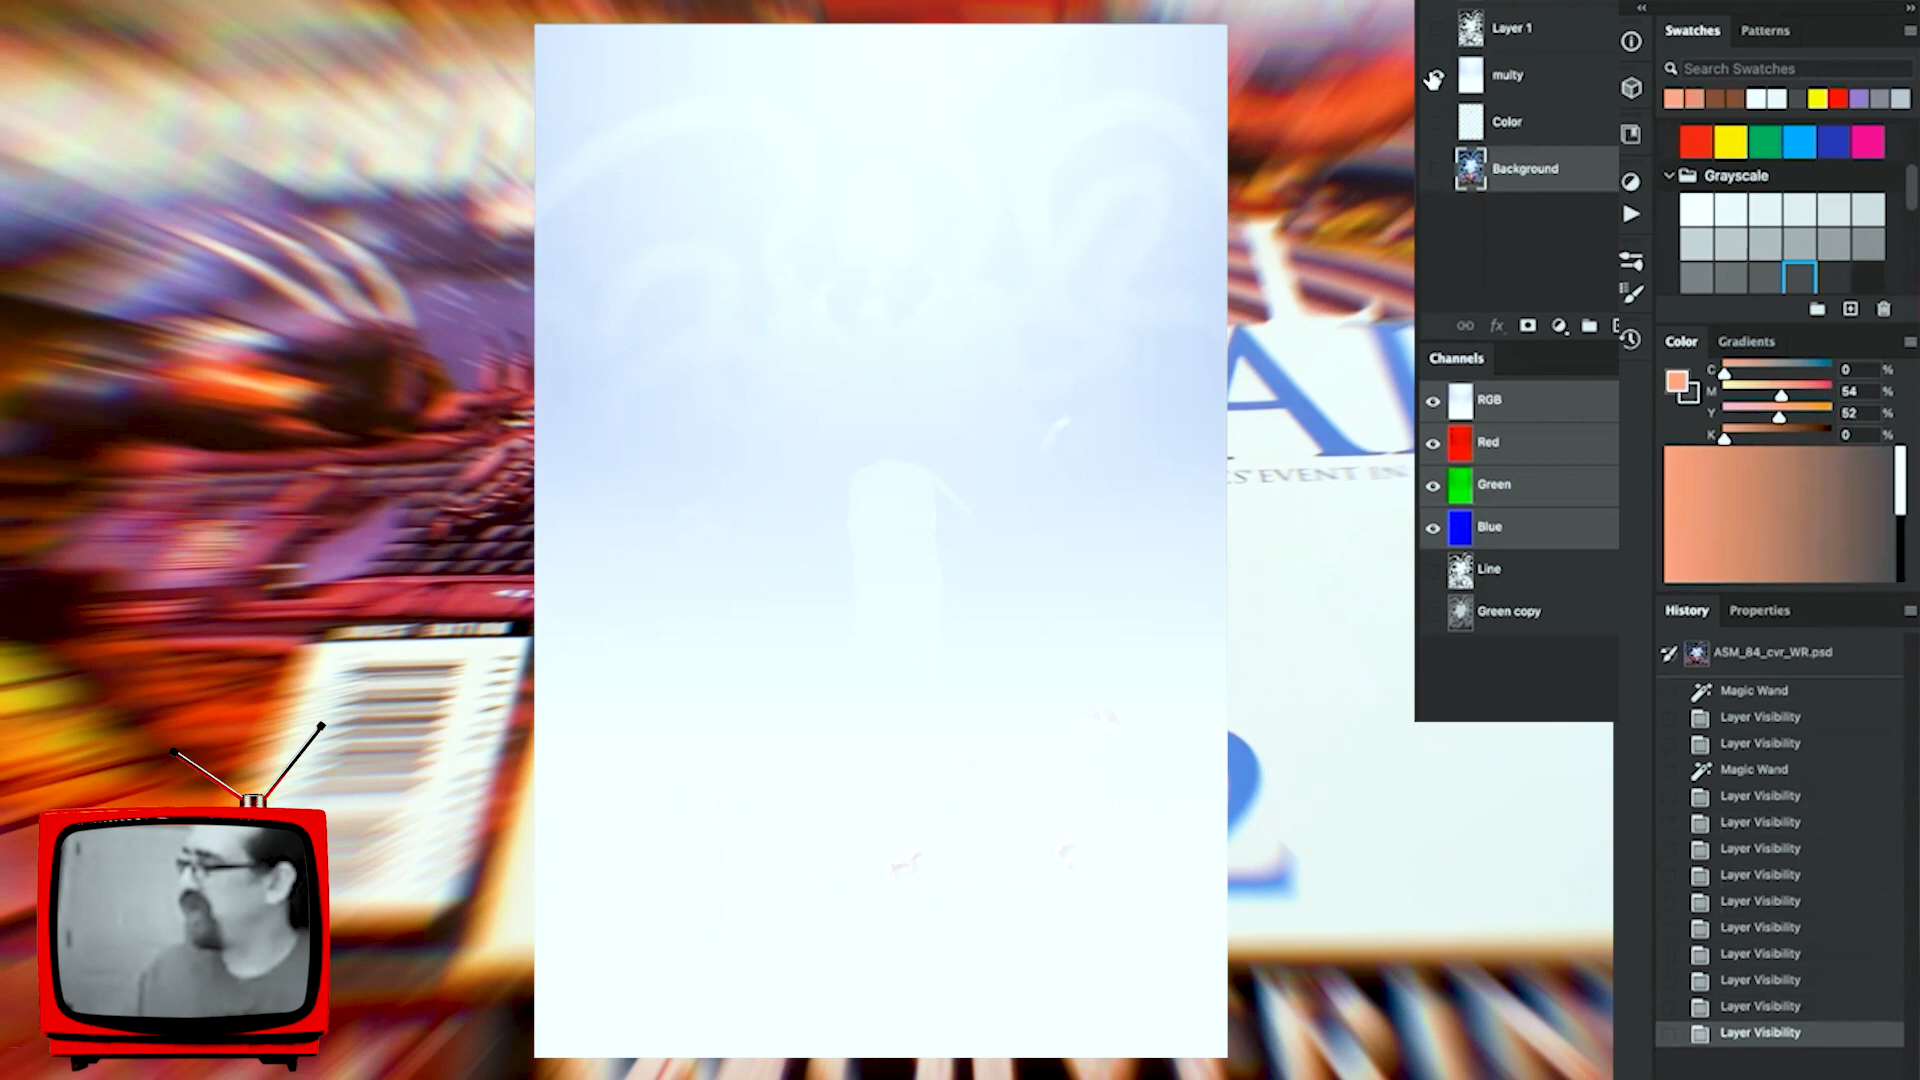 Layer 1
multy
Color
Background
Channels
RGB
Red
Green
Blue
Line
Green copy
Swatches Patterns
Search Swatches
Grayscale
Color Gradients
C 0 %
M 54 %
Y 52 %
K 0 %
History Properties
ASM_84_cvr_WR.psd
Magic Wand
Layer Visibility
Layer Visibility
Magic Wand
Layer Visibility
Layer Visibility
Layer Visibility
Layer Visibility
Layer Visibility
Layer Visibility
Layer Visibility
Layer Visibility
Layer Visibility
Layer Visibility
EVENT IN
2
fx